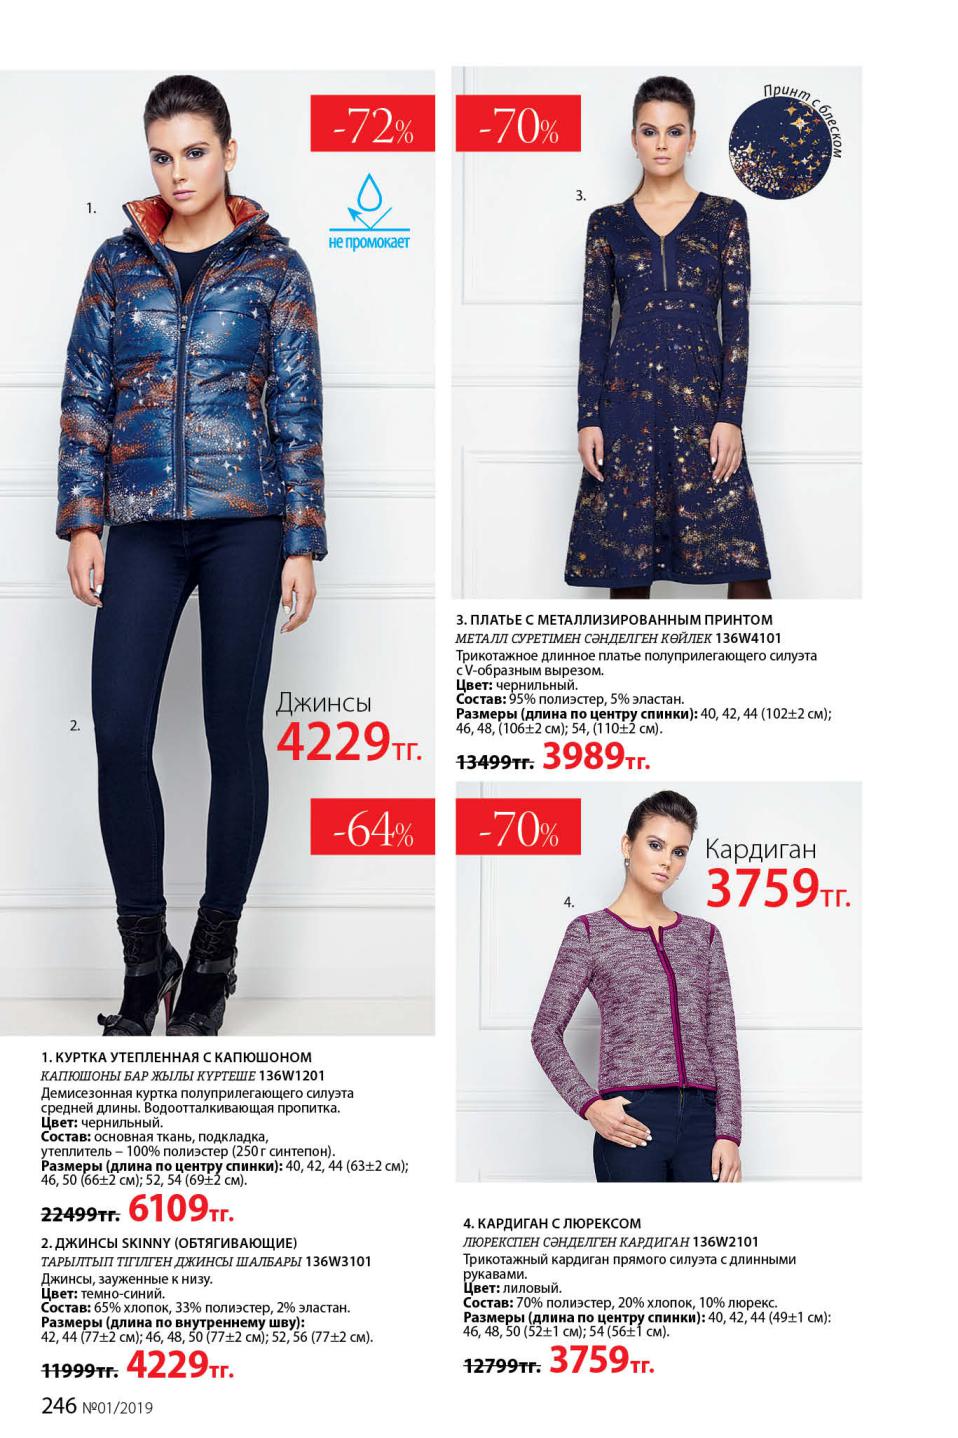 -72%
1.
не промокает
2.
Джинсы
4229тг.
-64%
1. КУРТКА УТЕПЛЕННАЯ С КАПЮШОНОМ
КАПЮШОНЫ БАР ЖЫЛЫ КҮРТЕШЕ 136W1201
Демисезонная куртка полуприлегающего силуэта
средней длины. Водоотталкивающая пропитка.
Цвет: чернильный.
Состав: основная ткань, подкладка,
утеплитель – 100% полиэстер (250 г синтепон).
Размеры (длина по центру спинки): 40, 42, 44 (63±2 см);
46, 50 (66±2 см); 52, 54 (69±2 см).
22499тг. 6109тг.
2. ДЖИНСЫ SKINNY (ОБТЯГИВАЮЩИЕ)
ТАРЫЛТЫП ТІГІЛГЕН ДЖИНСЫ ШАЛБАРЫ 136W3101
Джинсы, зауженные к низу.
Цвет: темно-синий.
Состав: 65% хлопок, 33% полиэстер, 2% эластан.
Размеры (длина по внутреннему шву):
42, 44 (77±2 см); 46, 48, 50 (77±2 см); 52, 56 (77±2 см).
11999тг. 4229тг.
-70%
Принт с блеском
3.
3. ПЛАТЬЕ С МЕТАЛЛИЗИРОВАННЫМ ПРИНТОМ
МЕТАЛЛ СУРЕТІМЕН СӘНДЕЛГЕН КӨЙЛЕК 136W4101
Трикотажное длинное платье полуприлегающего силуэта
с V-образным вырезом.
Цвет: чернильный.
Состав: 95% полиэстер, 5% эластан.
Размеры (длина по центру спинки): 40, 42, 44 (102±2 см);
46, 48, (106±2 см); 54, (110±2 см).
13499тг. 3989тг.
-70%
Кардиган
3759тг.
4.
4. КАРДИГАН С ЛЮРЕКСОМ
ЛЮРЕКСПЕН СӘНДЕЛГЕН КАРДИГАН 136W2101
Трикотажный кардиган прямого силуэта с длинными
рукавами.
Цвет: лиловый.
Состав: 70% полиэстер, 20% хлопок, 10% люрекс.
Размеры (длина по центру спинки): 40, 42, 44 (49±1 см):
46, 48, 50 (52±1 см); 54 (56±1 см).
12799тг. 3759тг.
246 №01/2019